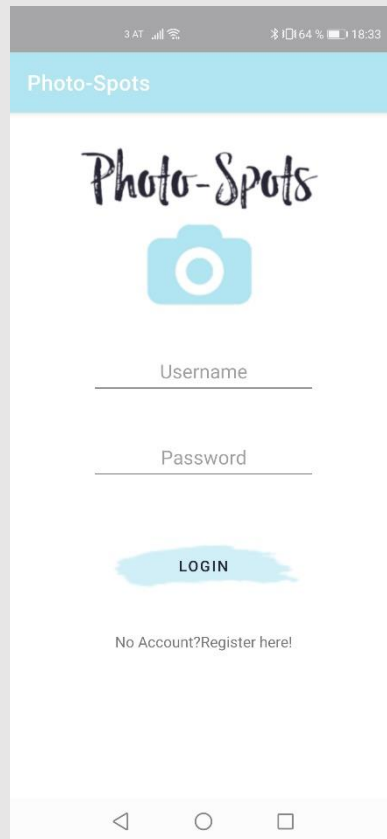 3 AT 64 % 18:33
Photo-Spots
Photo-Spots
Username
Password
LOGIN
No Account?Register here!